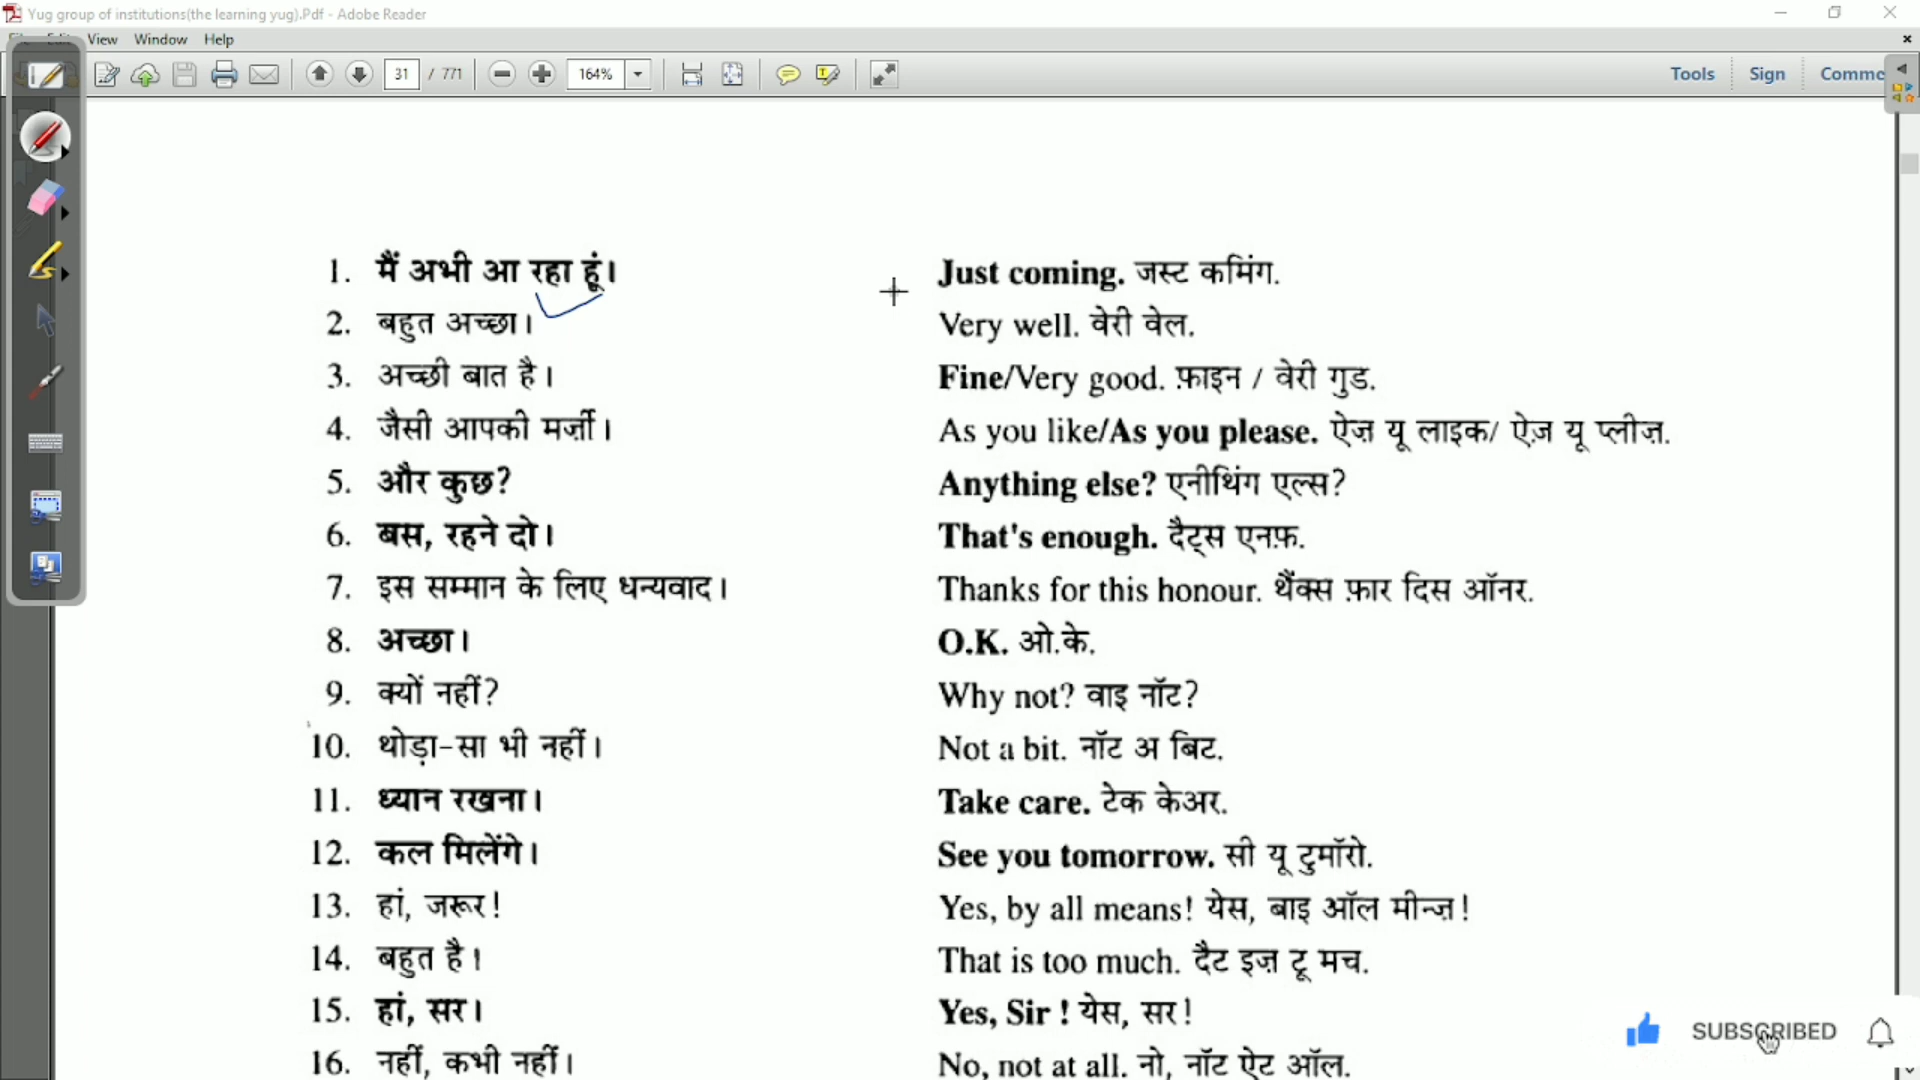 Yug group of institutions(the learning yug).Pdf - Adobe Reader
View Window Help
31 / 771 164% Tools Sign Comme
1. मैं अभी आ रहा हूं। Just coming. जस्ट कमिंग.
2. बहुत अच्छा। Very well. वेरी वेल.
3. अच्छी बात है। Fine/Very good. फ़ाइन / वेरी गुड.
4. जैसी आपकी मर्ज़ी। As you like/As you please. ऐज़ यू लाइक/ ऐज़ यू प्लीज़.
5. और कुछ? Anything else? एनीथिंग एल्स?
6. बस, रहने दो। That's enough. दैट्स एनफ़.
7. इस सम्मान के लिए धन्यवाद। Thanks for this honour. थैंक्स फ़ार दिस ऑनर.
8. अच्छा। O.K. ओ.के.
9. क्यों नहीं? Why not? वाइ नॉट?
10. थोड़ा-सा भी नहीं। Not a bit. नॉट अ बिट.
11. ध्यान रखना। Take care. टेक केअर.
12. कल मिलेंगे। See you tomorrow. सी यू टुमॉरो.
13. हां, जरूर! Yes, by all means! येस, बाइ ऑल मीन्ज़!
14. बहुत है। That is too much. दैट इज़ टू मच.
15. हां, सर। Yes, Sir ! येस, सर!
16. नहीं, कभी नहीं। No, not at all. नो, नॉट ऐट ऑल.
SUBSCRIBED